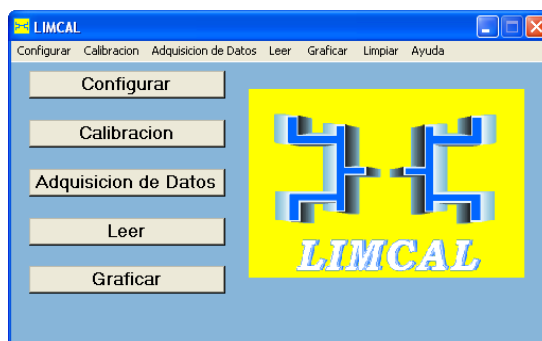 LIMCAL
Configurar Calibracion Adquisicion de Datos Leer Graficar Limpiar Ayuda
Configurar
Calibracion
Adquisicion de Datos
Leer
Graficar
LIMCAL